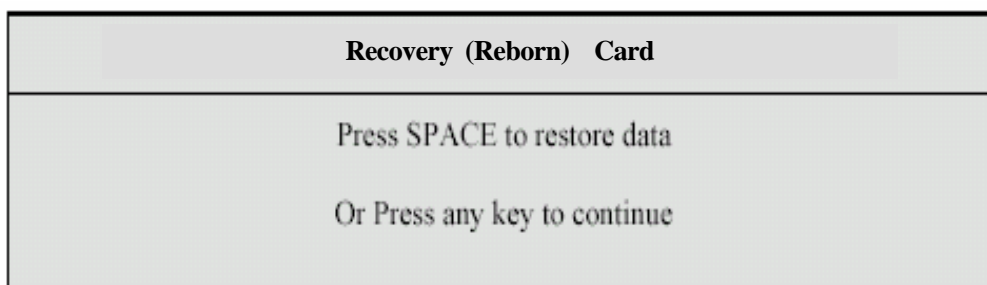 Recovery (Reborn) Card
Press SPACE to restore data
Or Press any key to continue